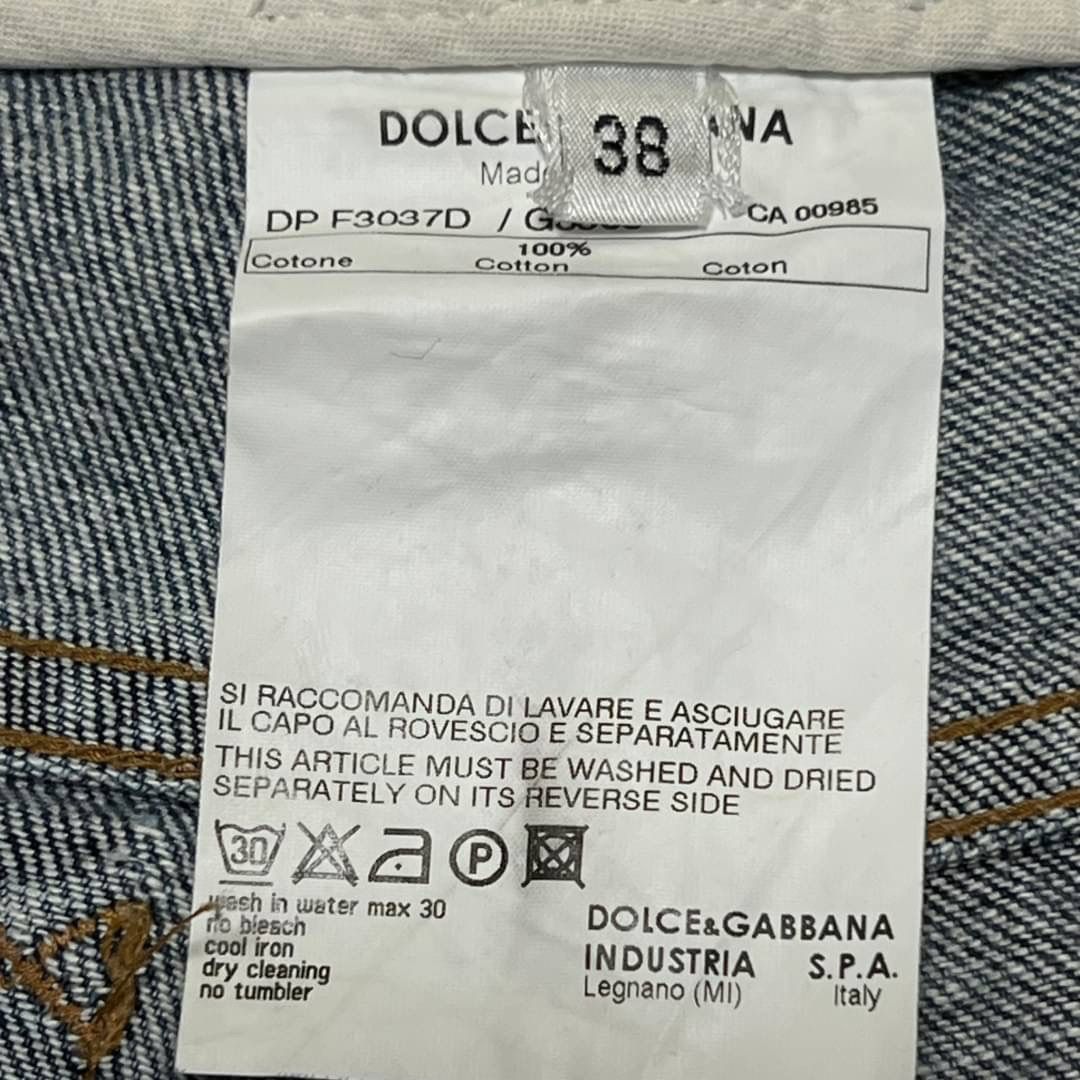 38
DOLCE
Made
DP F3037D / CA 00985
100%
Cotone Cotton Coton
SI RACCOMANDA DI LAVARE E ASCIUGARE
IL CAPO AL ROVESCIO E SEPARATAMENTE
THIS ARTICLE MUST BE WASHED AND DRIED
SEPARATELY ON ITS REVERSE SIDE
30 P
wash in water max 30
no bleach
cool iron
dry cleaning
no tumbler
DOLCE&GABBANA
INDUSTRIA S.P.A.
Legnano (MI) Italy